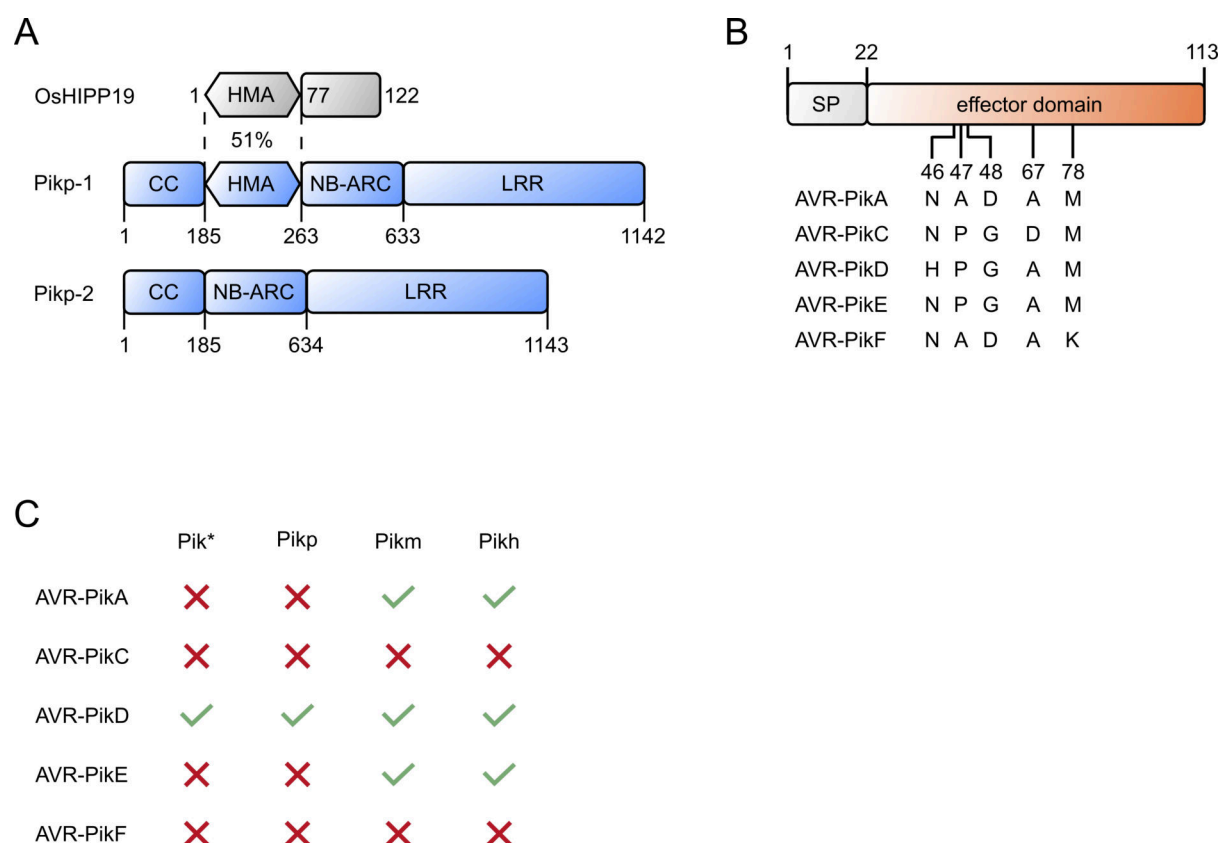 A
OsHIPP19 1 HMA 77 122
51%
Pikp-1 CC HMA NB-ARC LRR
1 185 263 633 1142
Pikp-2 CC NB-ARC LRR
1 185 634 1143
B
1 22 113
SP effector domain
46 47 48 67 78
AVR-PikA N A D A M
AVR-PikC N P G D M
AVR-PikD H P G A M
AVR-PikE N P G A M
AVR-PikF N A D A K
C
Pik* Pikp Pikm Pikh
AVR-PikA
AVR-PikC
AVR-PikD
AVR-PikE
AVR-PikF